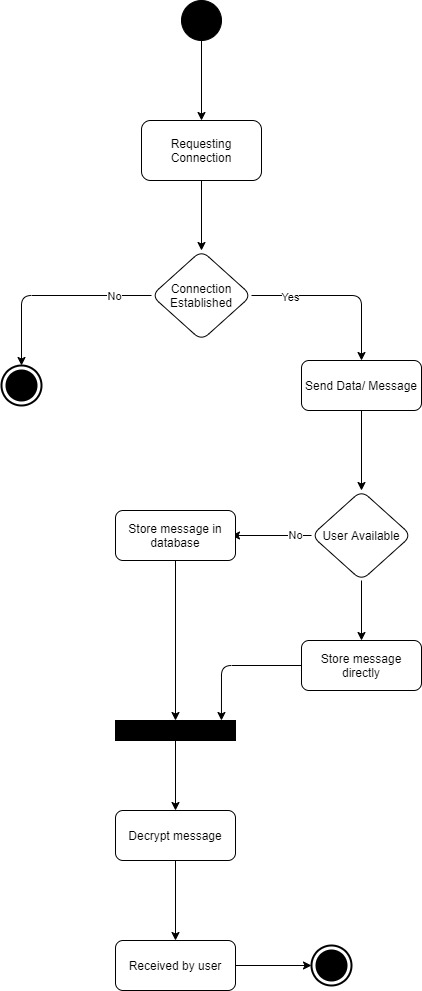 Requesting
Connection
Connection
Established
No
Yes
Send Data/ Message
User Available
No
Store message in
database
Store message
directly
Decrypt message
Received by user